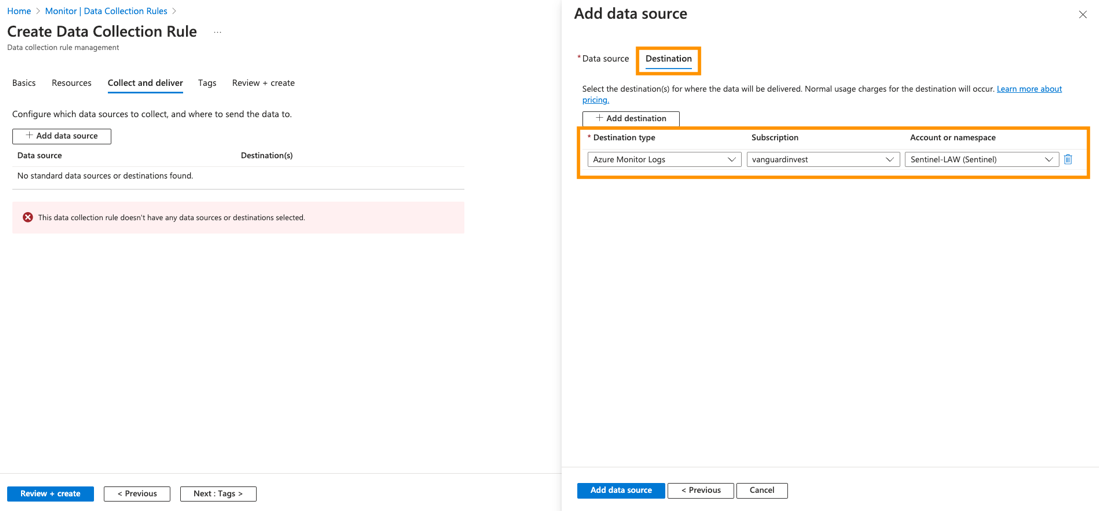 Home > Monitor | Data Collection Rules >
Create Data Collection Rule ...
Data collection rule management
Basics Resources Collect and deliver Tags Review + create
Configure which data sources to collect, and where to send the data to.
+ Add data source
Data source Destination(s)
No standard data sources or destinations found.
This data collection rule doesn't have any data sources or destinations selected.
Review + create < Previous Next : Tags >
Add data source
* Data source Destination
Select the destination(s) for where the data will be delivered. Normal usage charges for the destination will occur. Learn more about
pricing.
+ Add destination
* Destination type Subscription Account or namespace
Azure Monitor Logs vanguardinvest Sentinel-LAW (Sentinel)
Add data source < Previous Cancel